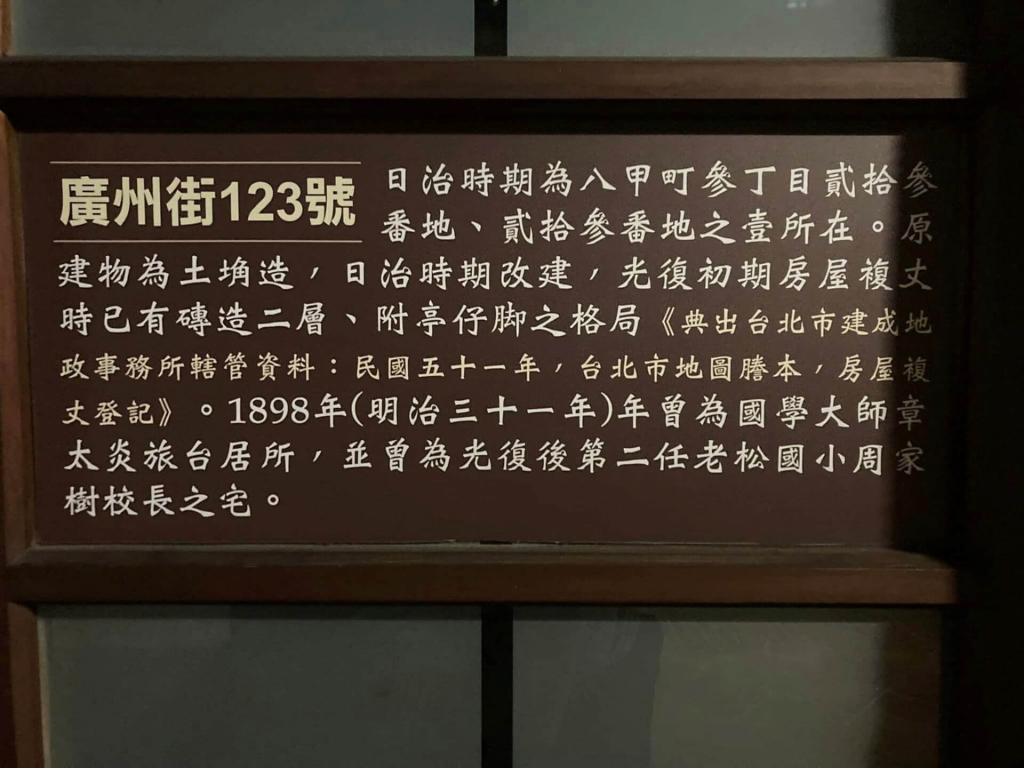 廣州街123號
日治時期為八甲町參丁目貳拾參
番地、貳拾參番地之壹所在。原
建物為土埆造，日治時期改建，光復初期房屋複丈
時已有磚造二層、附亭仔脚之格局《典出台北市建成地
政事務所轄管資料：民國五十一年，台北市地圖謄本，房屋複
丈登記》。1898年(明治三十一年)年曾為國學大師章
太炎旅台居所，並曾為光復後第二任老松國小周家
樹校長之宅。